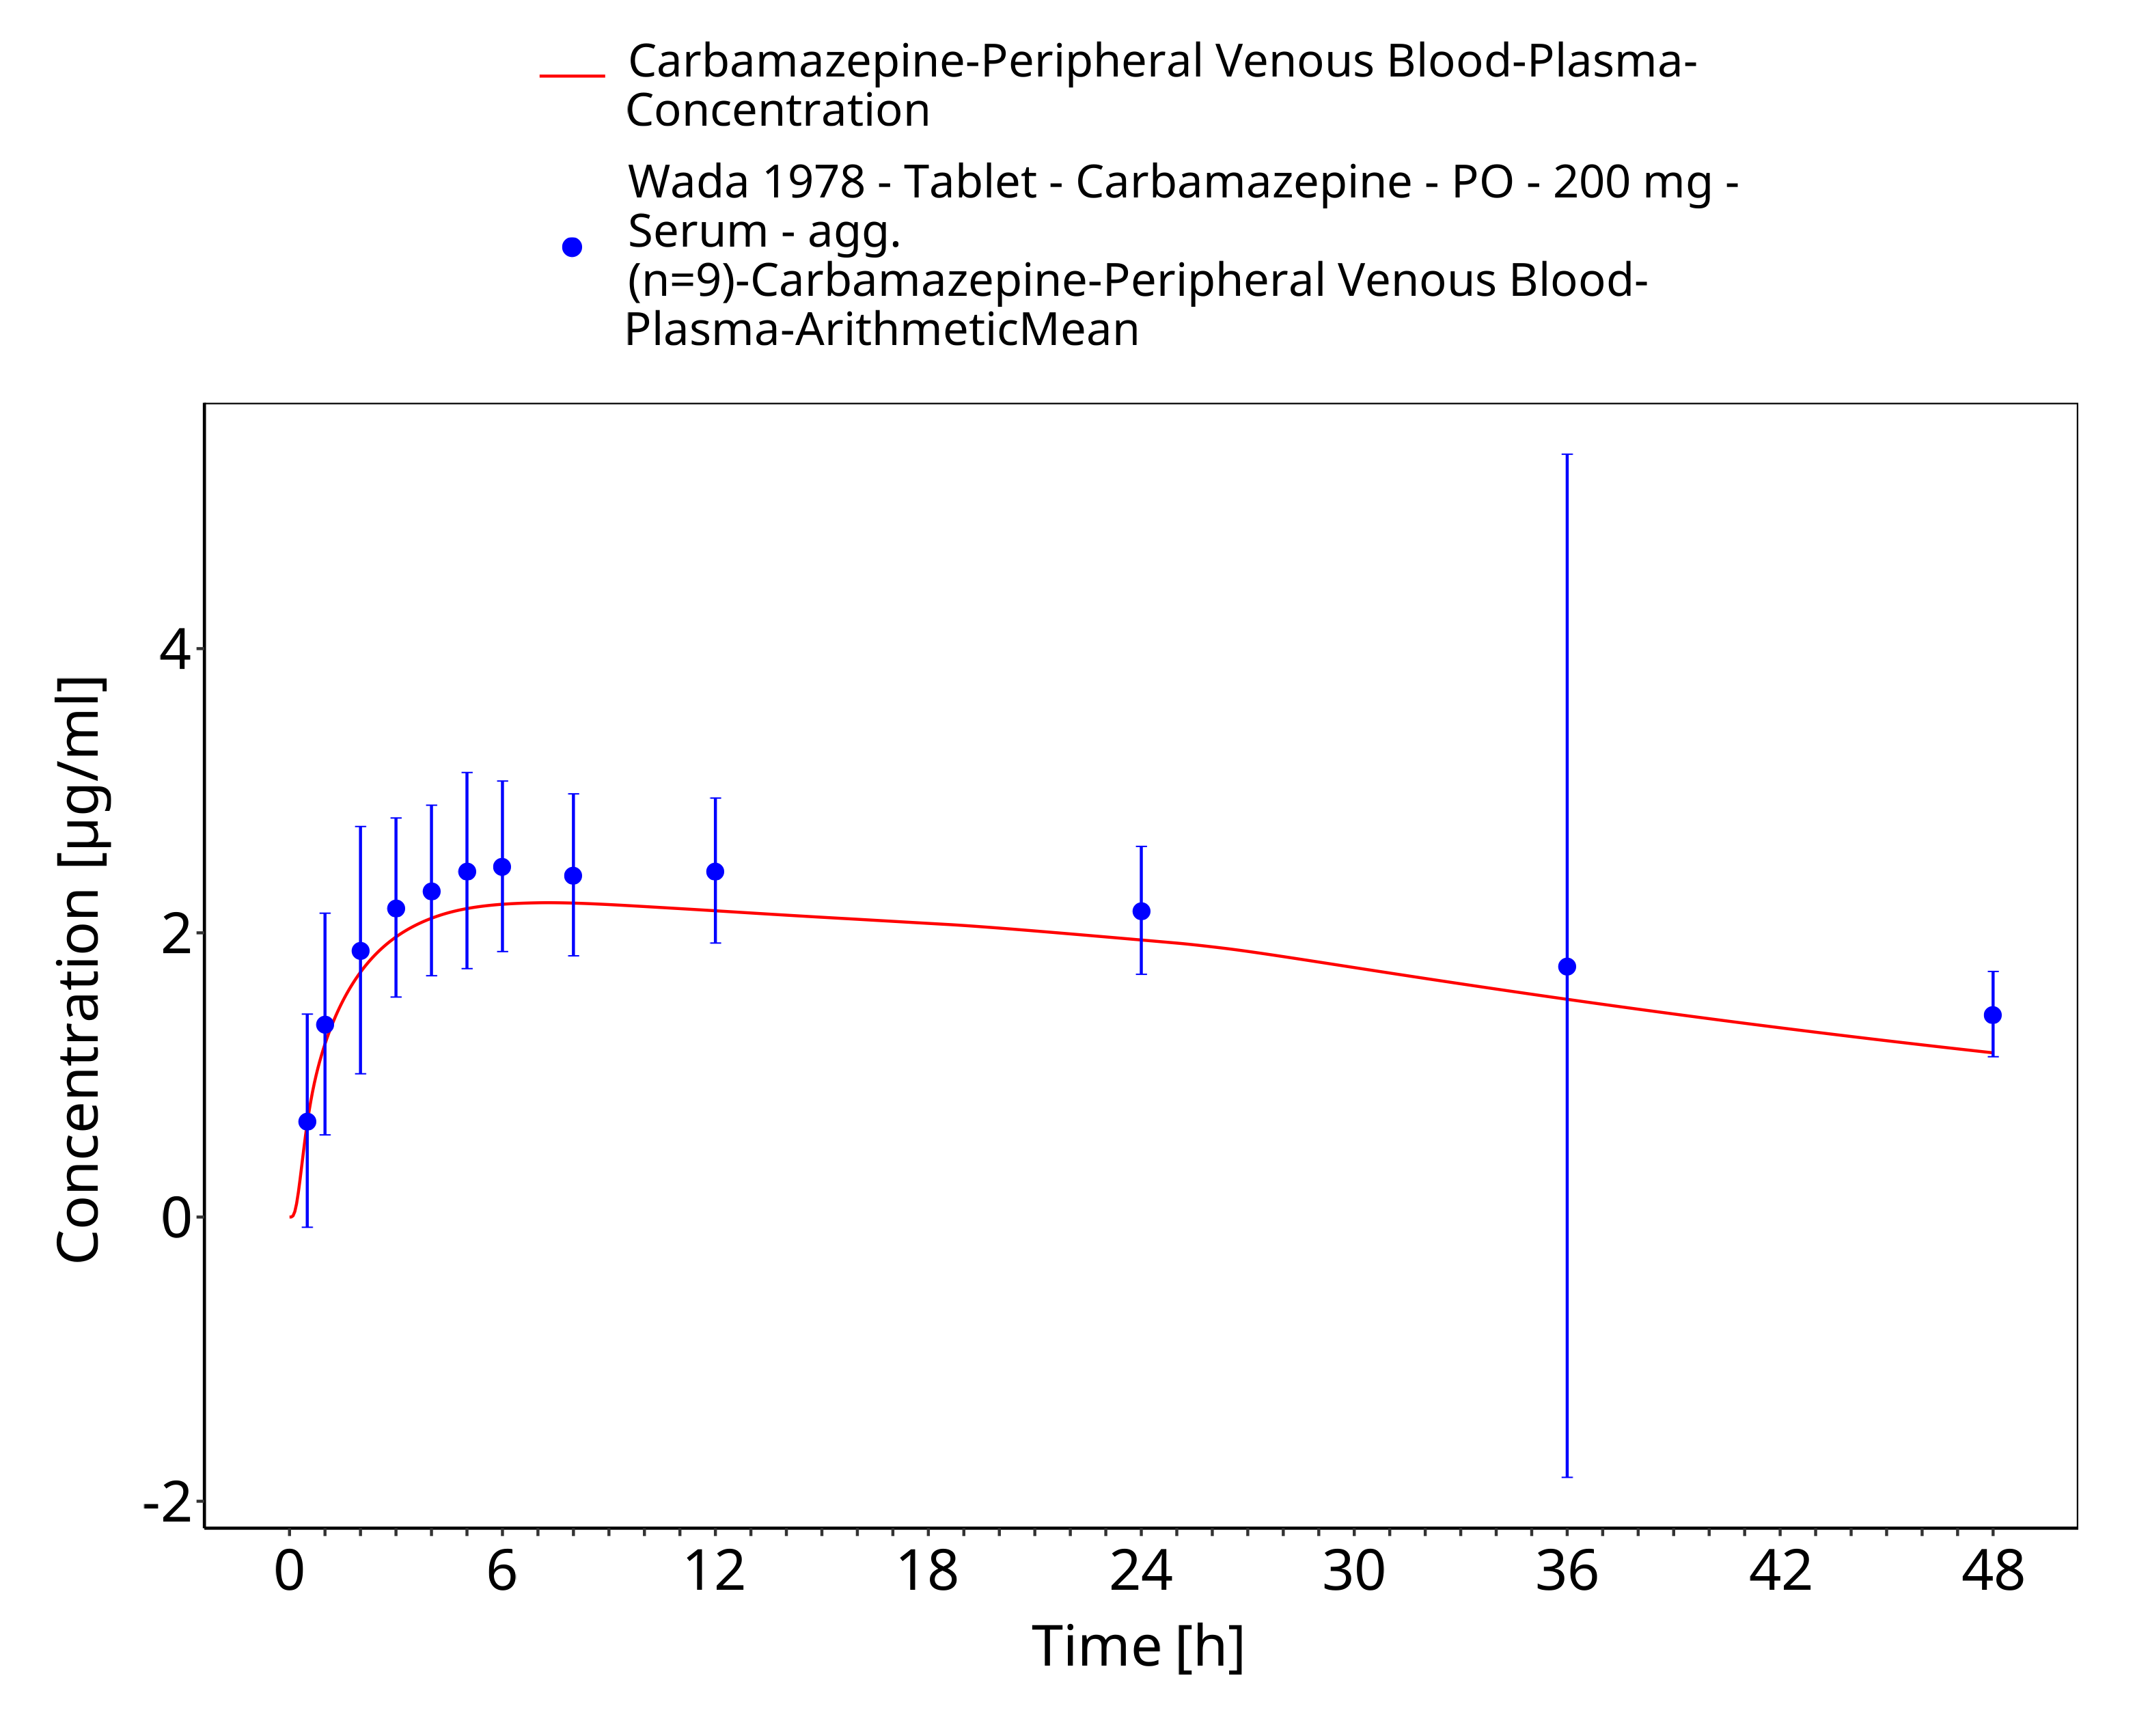 Carbamazepine-Peripheral Venous Blood-Plasma-
Concentration
Wada 1978 - Tablet - Carbamazepine - PO - 200 mg -
Serum - agg.
(n=9)-Carbamazepine-Peripheral Venous Blood-
Plasma-ArithmeticMean
Concentration [µg/ml]
4
2
0
-2
0 6 12 18 24 30 36 42 48
Time [h]